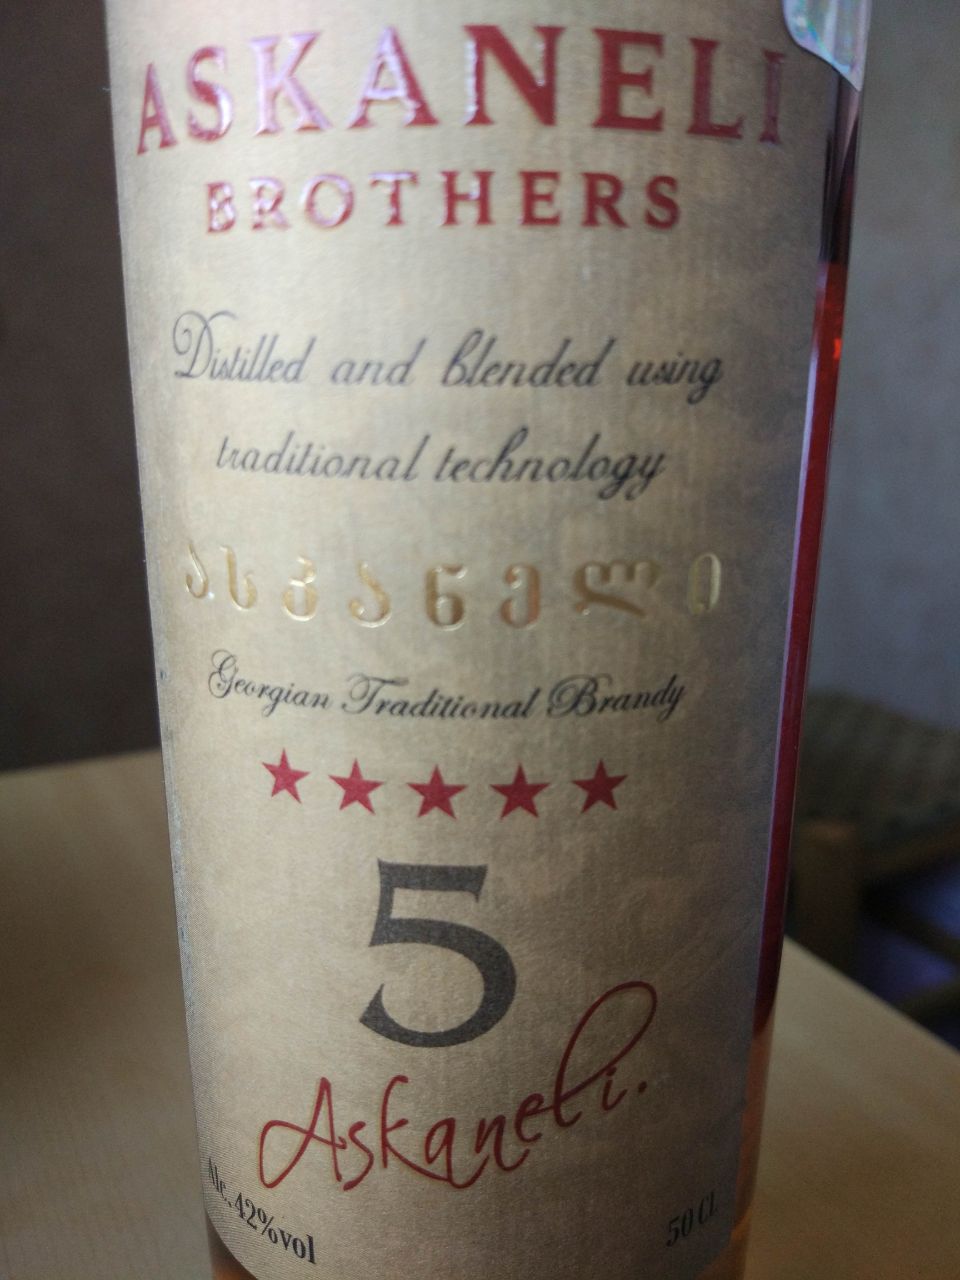 ASKANELI
BROTHERS
Distilled and blended using
traditional technology
ასკანელი
Georgian Traditional Brandy
5
Askaneli.
Alc. 42%vol
50 CL